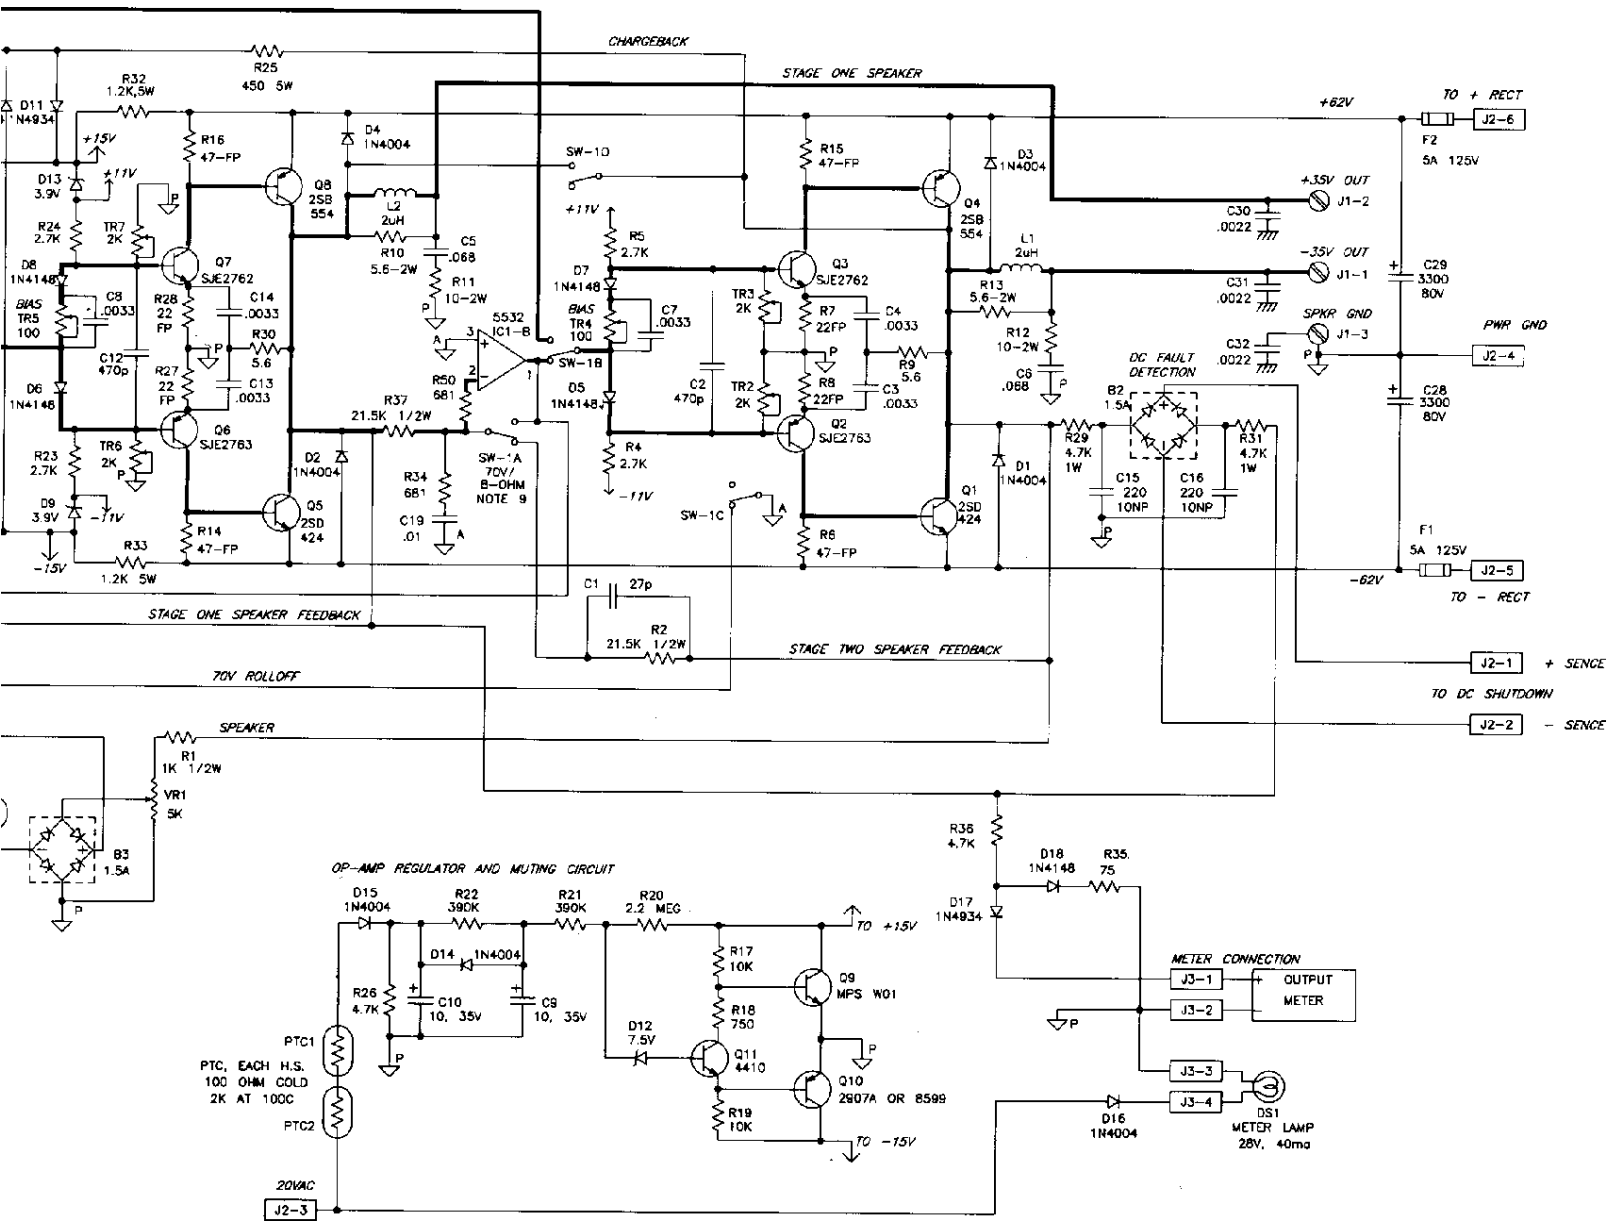 CHARGEBACK
R25
450 5W
STAGE ONE SPEAKER
R32
1.2K,5W
D11
1N4934
+15V
+11V
D13
3.9V
R16
47-FP
P
Q8
2SB
554
D4
1N4004
L2
2uH
R10
5.6-2W
C5
.068
R11
10-2W
P
SW-1D
+11V
R5
2.7K
R15
47-FP
Q4
2SB
554
D3
1N4004
L1
2uH
R13
5.6-2W
R12
10-2W
C6
.068
P
+62V
TO + RECT
J2-6
F2
5A 125V
+35V OUT
J1-2
C30
.0022
-35V OUT
J1-1
C31
.0022
SPKR GND
J1-3
C32
.0022
P
+
C29
3300
80V
PWR GND
J2-4
+
C28
3300
80V
R24
2.7K
TR7
2K
D8
1N4148
BIAS
TR5
100
C8
.0033
Q7
SJE2762
R28
22
FP
C14
.0033
R30
5.6
P
C12
470p
R27
22
FP
C13
.0033
D6
1N4148
Q6
SJE2763
R23
2.7K
TR6
2K
P
D9
3.9V
-11V
-15V
R14
47-FP
R33
1.2K 5W
Q5
2SD
424
D2
1N4004
R37
21.5K 1/2W
R50
681
A
3
+
2
-
5532
IC1-B
1
SW-1B
R34
681
C19
.01
A
SW-1A
70V/
8-OHM
NOTE 9
D7
1N4148
BIAS
TR4
100
C7
.0033
D5
1N4148
R4
2.7K
-11V
C2
470p
TR3
2K
TR2
2K
Q3
SJE2762
R7
22FP
C4
.0033
P
R9
5.6
R8
22FP
C3
.0033
Q2
SJE2763
SW-1C
A
R6
47-FP
Q1
2SD
424
D1
1N4004
DC FAULT
DETECTION
B2
1.5A
+
-
R29
4.7K
1W
R31
4.7K
1W
C15
220
10NP
C16
220
10NP
P
F1
5A 125V
-62V
J2-5
TO - RECT
C1
27p
R2
21.5K 1/2W
STAGE ONE SPEAKER FEEDBACK
STAGE TWO SPEAKER FEEDBACK
J2-1
+ SENCE
TO DC SHUTDOWN
J2-2
- SENCE
70V ROLLOFF
SPEAKER
R1
1K 1/2W
VR1
5K
-
+
B3
1.5A
P
OP-AMP REGULATOR AND MUTING CIRCUIT
D15
1N4004
R22
390K
R21
390K
R20
2.2 MEG
TO +15V
D14
1N4004
R26
4.7K
+
C10
10, 35V
+
C9
10, 35V
P
R17
10K
R18
750
Q9
MPS W01
D12
7.5V
Q11
4410
P
Q10
2907A OR 8599
R19
10K
TO -15V
PTC1
PTC, EACH H.S.
100 OHM COLD
2K AT 100C
PTC2
20VAC
J2-3
R36
4.7K
D18
1N4148
R35
75
D17
1N4934
METER CONNECTION
J3-1
+
OUTPUT
METER
J3-2
-
P
J3-3
J3-4
D16
1N4004
DS1
METER LAMP
28V, 40ma